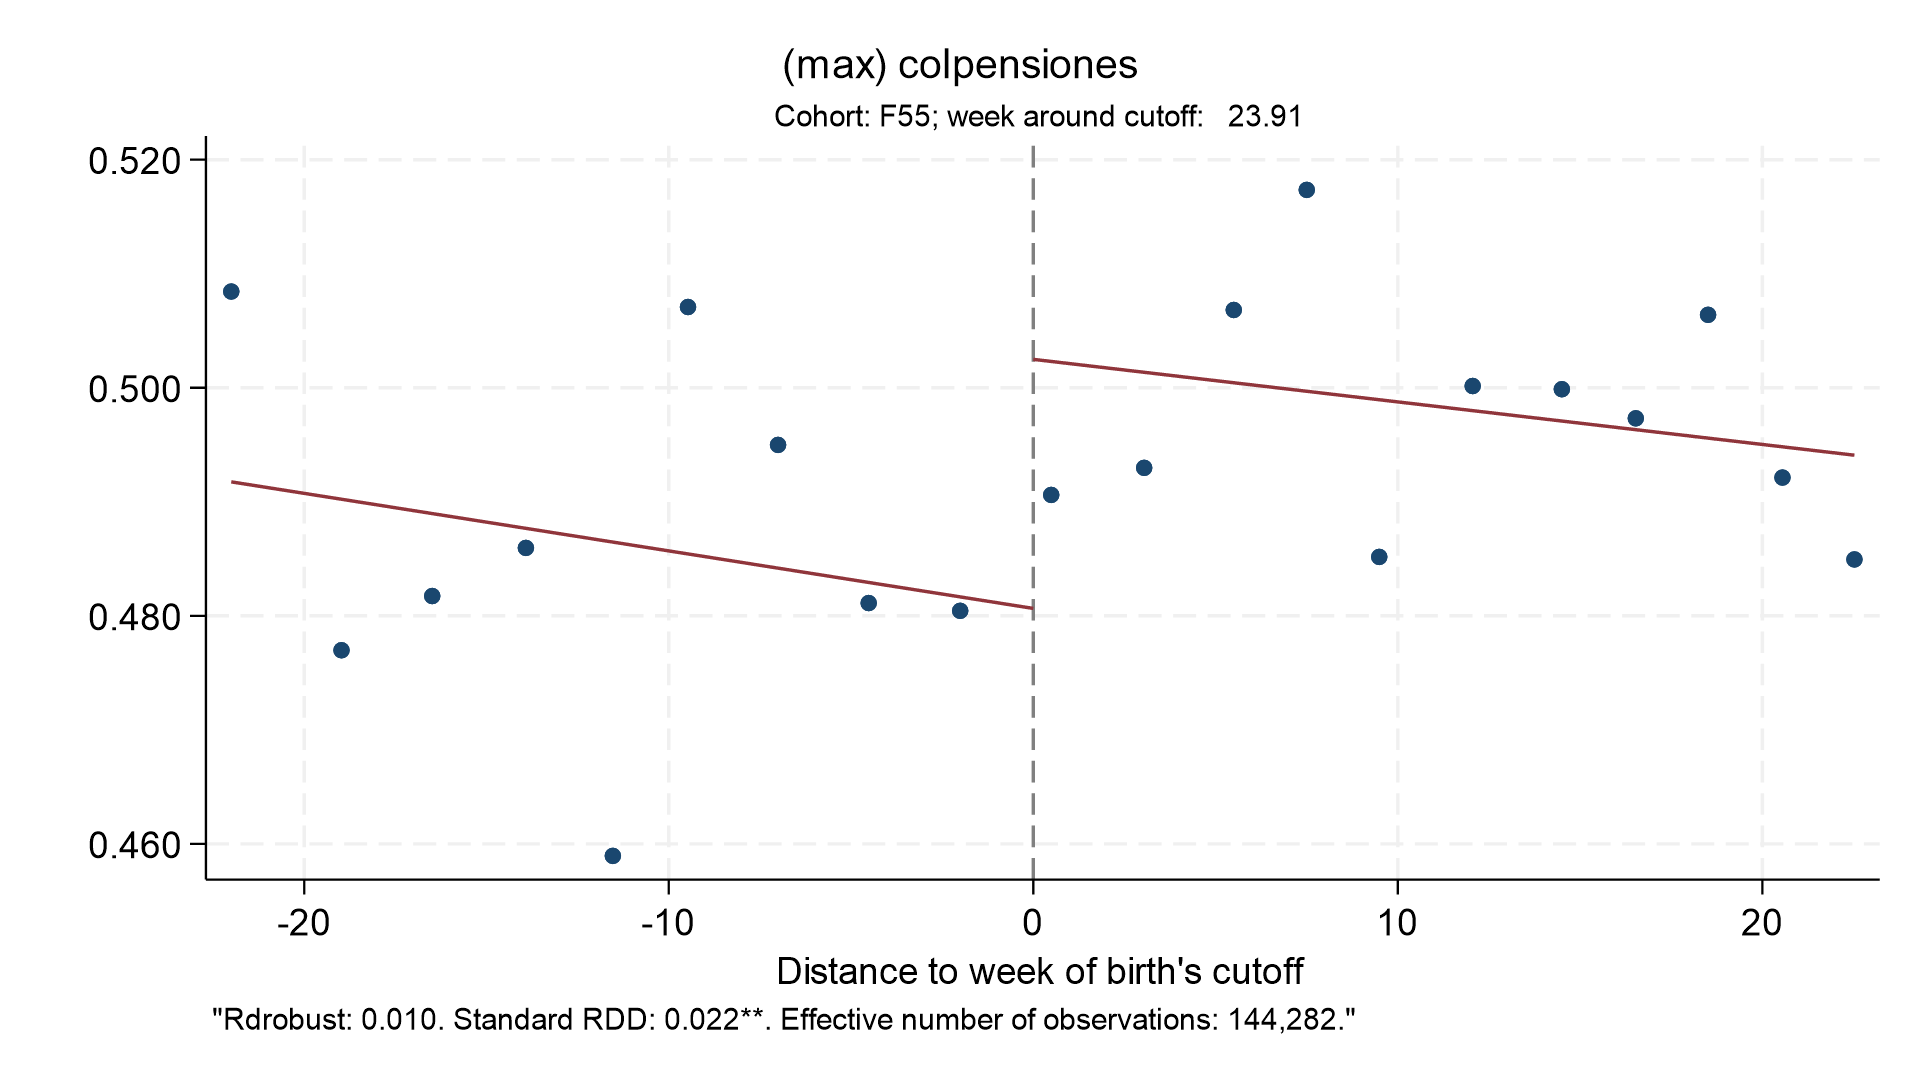 (max) colpensiones
Cohort: F55; week around cutoff: 23.91
0.520
0.500
0.480
0.460
-20 -10 0 10 20
Distance to week of birth's cutoff
"Rdrobust: 0.010. Standard RDD: 0.022**. Effective number of observations: 144,282."